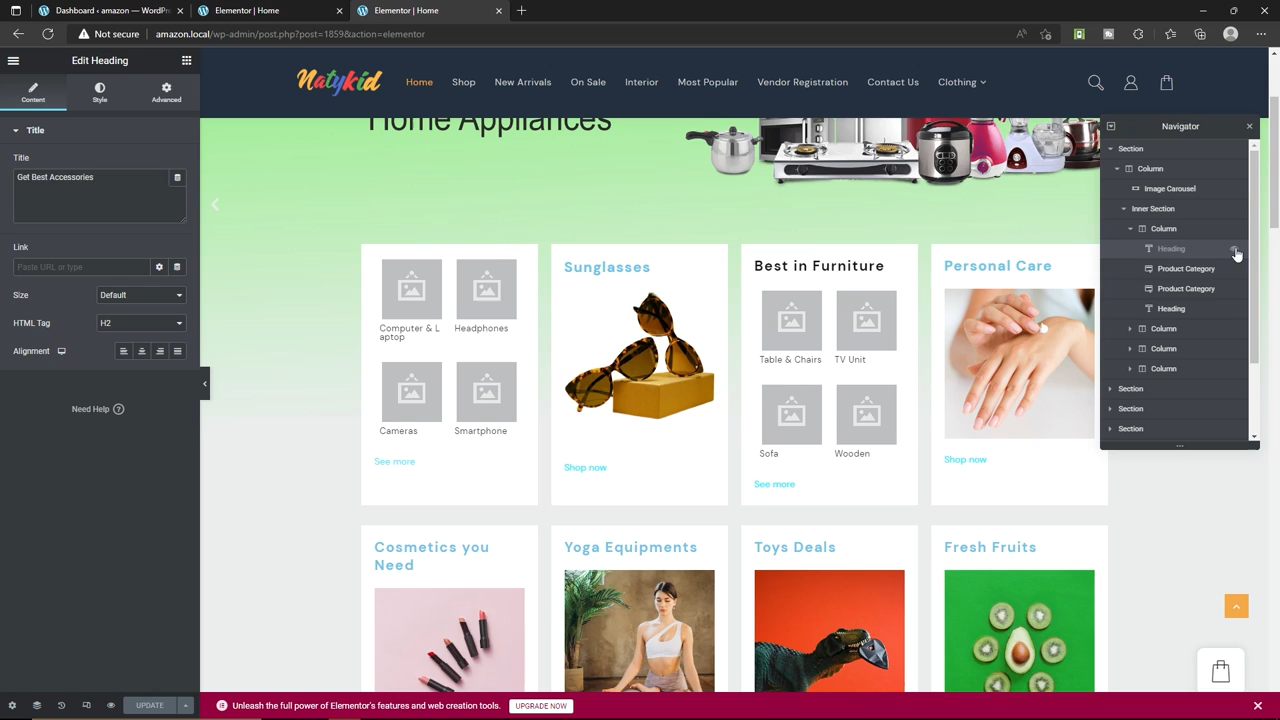 Dashboard ‹ amazon — WordPr
Elementor | Home
Elementor | Home
Not secure
amazon.local/wp-admin/post.php?post=1859&action=elementor
Edit Heading
Content
Style
Advanced
Title
Title
Get Best Accessories
Link
Paste URL or type
Size
Default
HTML Tag
H2
Alignment
Need Help
UPDATE
Natykid
Home
Shop
New Arrivals
On Sale
Interior
Most Popular
Vendor Registration
Contact Us
Clothing
Home Appliances
Computer & L
aptop
Headphones
Cameras
Smartphone
See more
Sunglasses
Shop now
Best in Furniture
Table & Chairs
TV Unit
Sofa
Wooden
See more
Personal Care
Shop now
Cosmetics you
Need
Yoga Equipments
Toys Deals
Fresh Fruits
Navigator
Section
Column
Image Carousel
Inner Section
Column
Heading
Product Category
Product Category
Heading
Column
Column
Column
Section
Section
Section
Unleash the full power of Elementor's features and web creation tools.
UPGRADE NOW